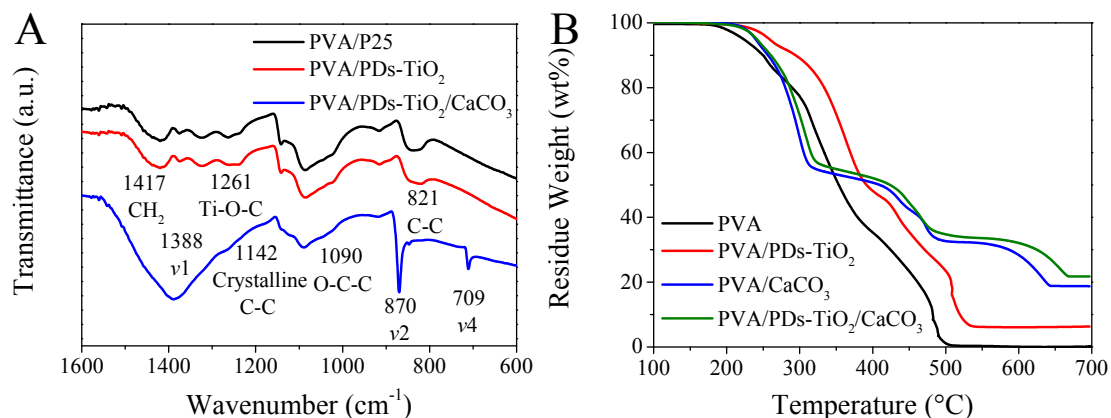 A
PVA/P25
PVA/PDs-TiO₂
PVA/PDs-TiO₂/CaCO₃
1417
CH₂
1261
Ti-O-C
821
C-C
1388
ν1
1142
Crystalline
C-C
1090
O-C-C
870
ν2
709
ν4
Transmittance (a.u.)
1600 1400 1200 1000 800 600
Wavenumber (cm⁻¹)
B
100
80
60
40
20
0
Residue Weight (wt%)
PVA
PVA/PDs-TiO₂
PVA/CaCO₃
PVA/PDs-TiO₂/CaCO₃
100 200 300 400 500 600 700
Temperature (°C)